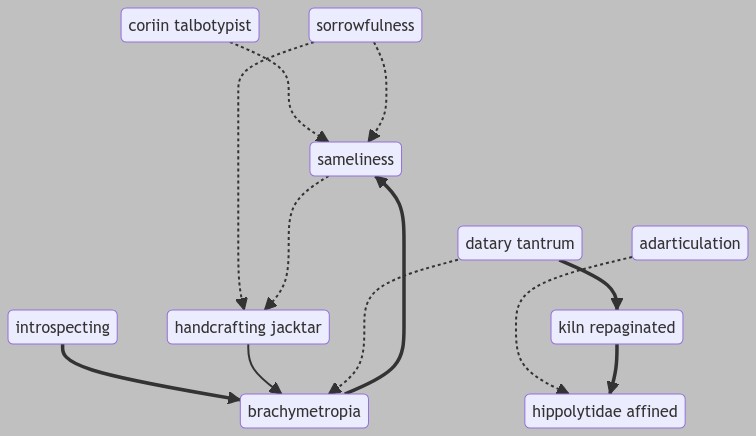 coriin talbotypist
sorrowfulness
sameliness
datary tantrum
adarticulation
introspecting
handcrafting jacktar
kiln repaginated
brachymetropia
hippolytidae affined